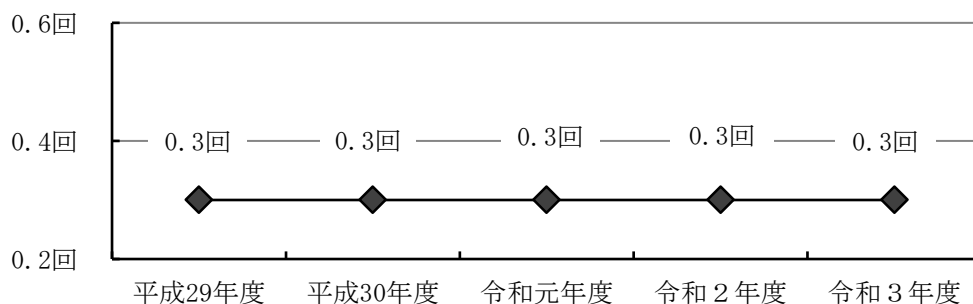 0.6回
0.4回
0.3回 0.3回 0.3回 0.3回 0.3回
0.2回
平成29年度 平成30年度 令和元年度 令和２年度 令和３年度